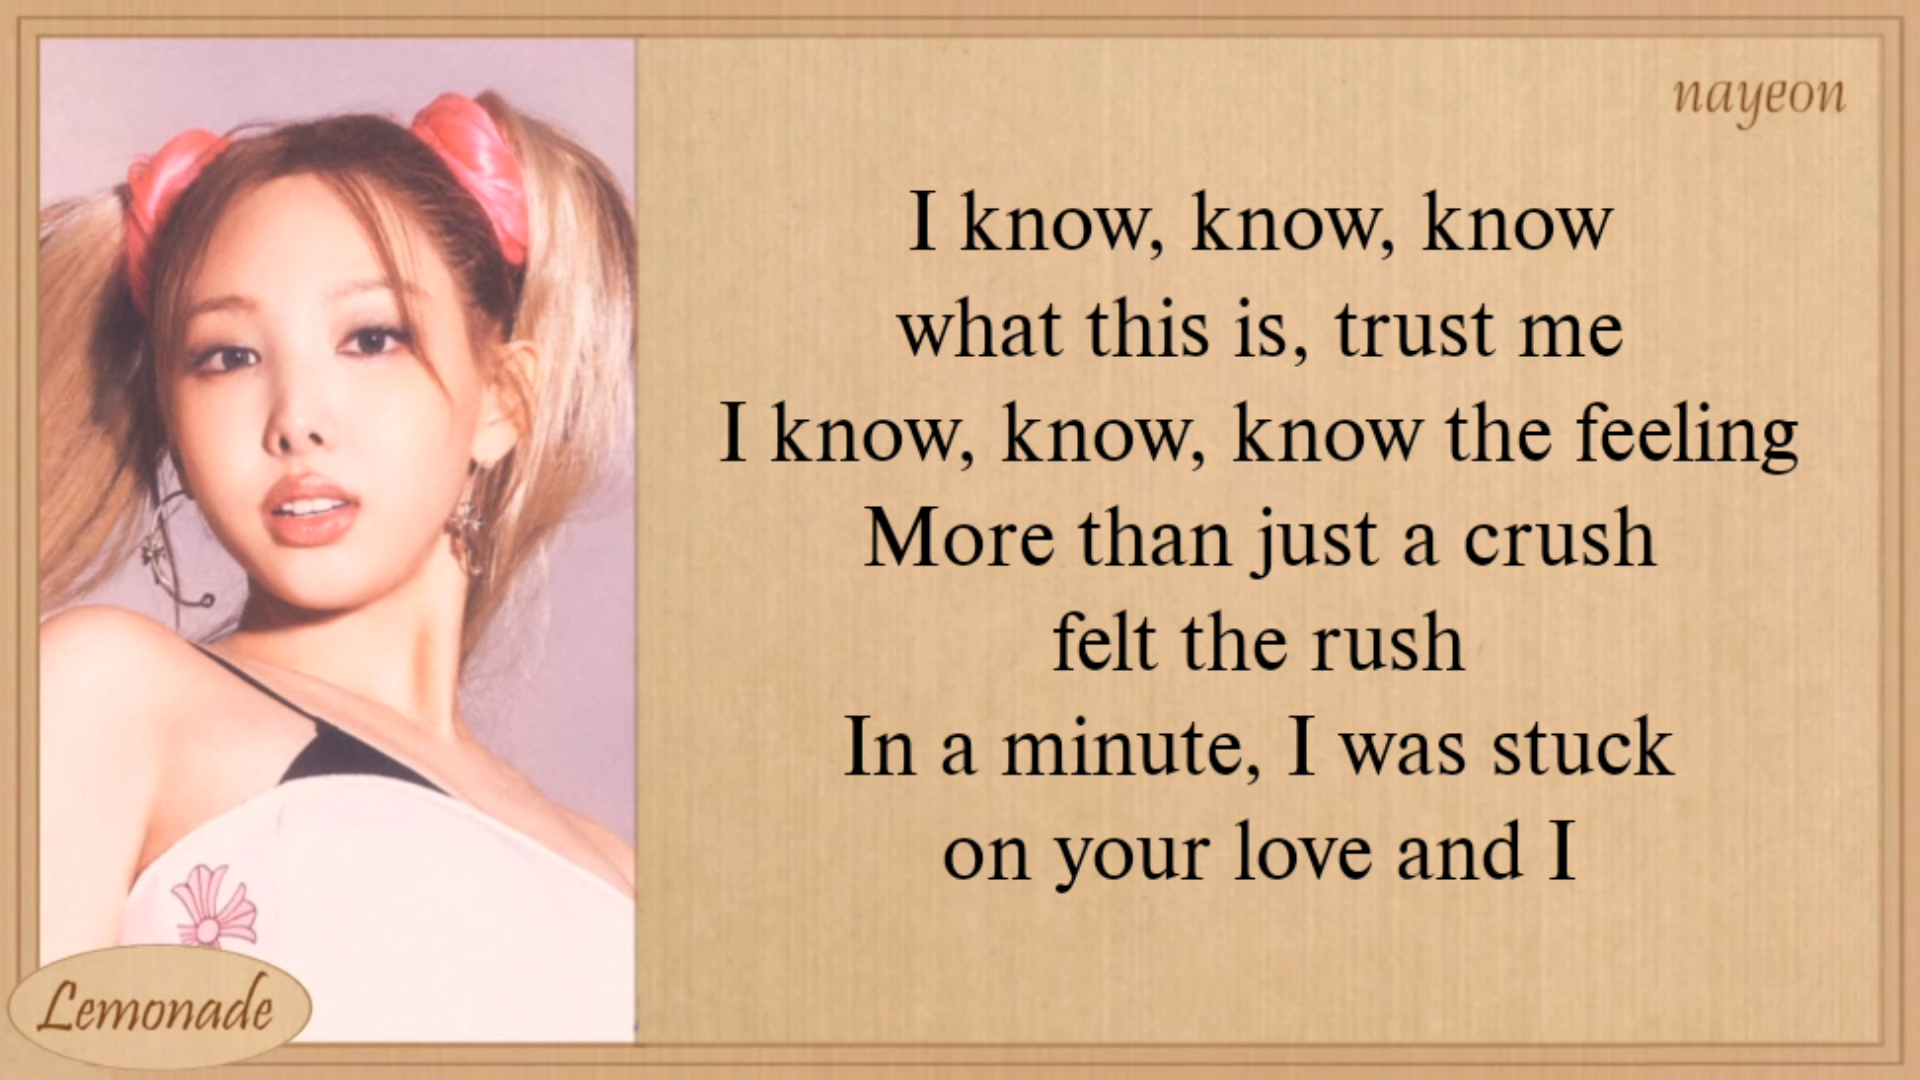 nayeon
I know, know, know
what this is, trust me
I know, know, know the feeling
More than just a crush
felt the rush
In a minute, I was stuck
on your love and I
Lemonade